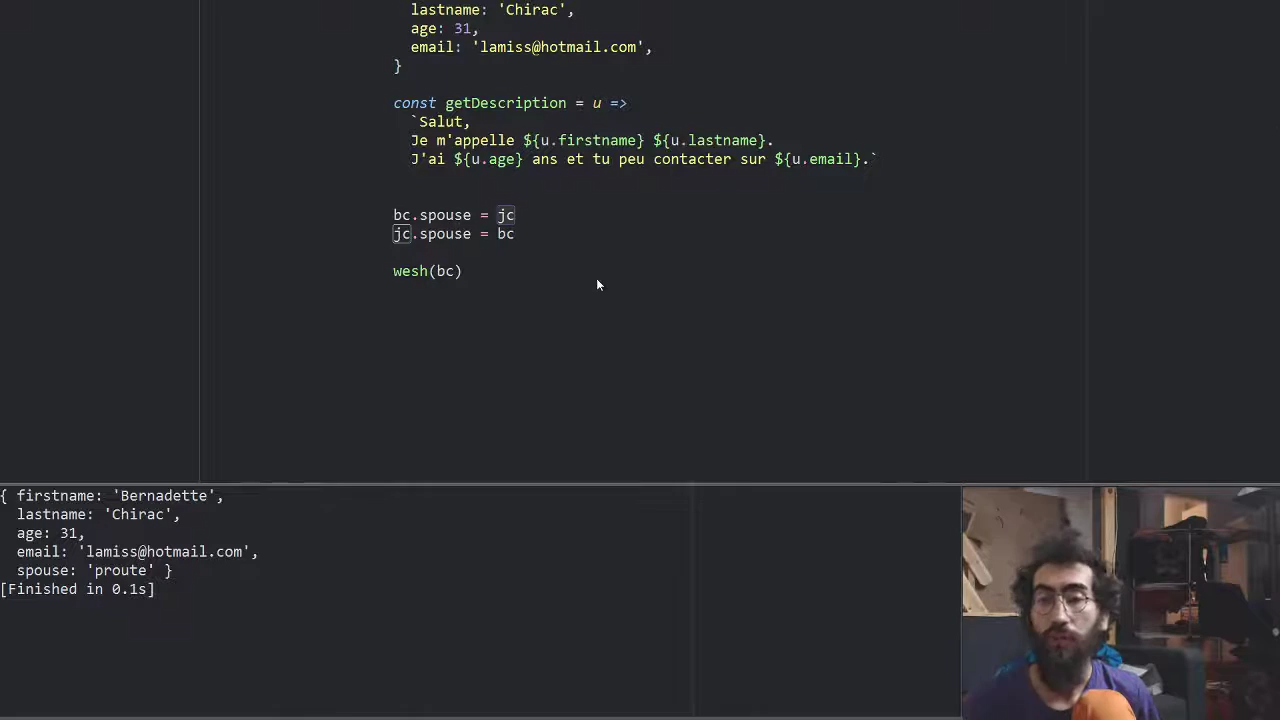 lastname: 'Chirac',
age: 31,
email: 'lamiss@hotmail.com',
}
const getDescription = u =>
`Salut,
Je m'appelle ${u.firstname} ${u.lastname}.
J'ai ${u.age} ans et tu peu contacter sur ${u.email}.`
bc.spouse = jc
jc.spouse = bc
wesh(bc)
{ firstname: 'Bernadette',
lastname: 'Chirac',
age: 31,
email: 'lamiss@hotmail.com',
spouse: 'proute' }
[Finished in 0.1s]